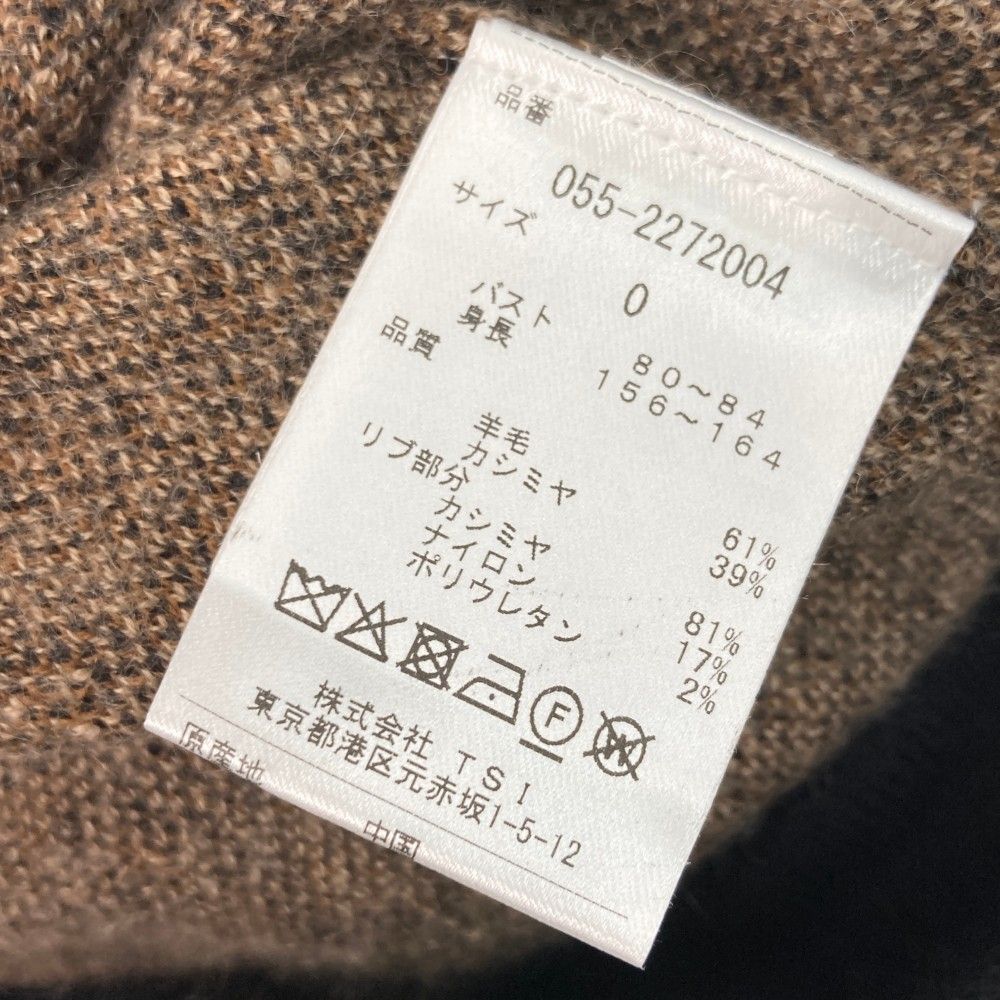 品番
055-2272004
サイズ
0
バスト 80～84
身長 156～164
品質
羊毛 61%
カシミヤ 39%
リブ部分
カシミヤ 81%
ナイロン 17%
ポリウレタン 2%
F
W
株式会社 TSI
東京都港区元赤坂1-5-12
原産地
中国